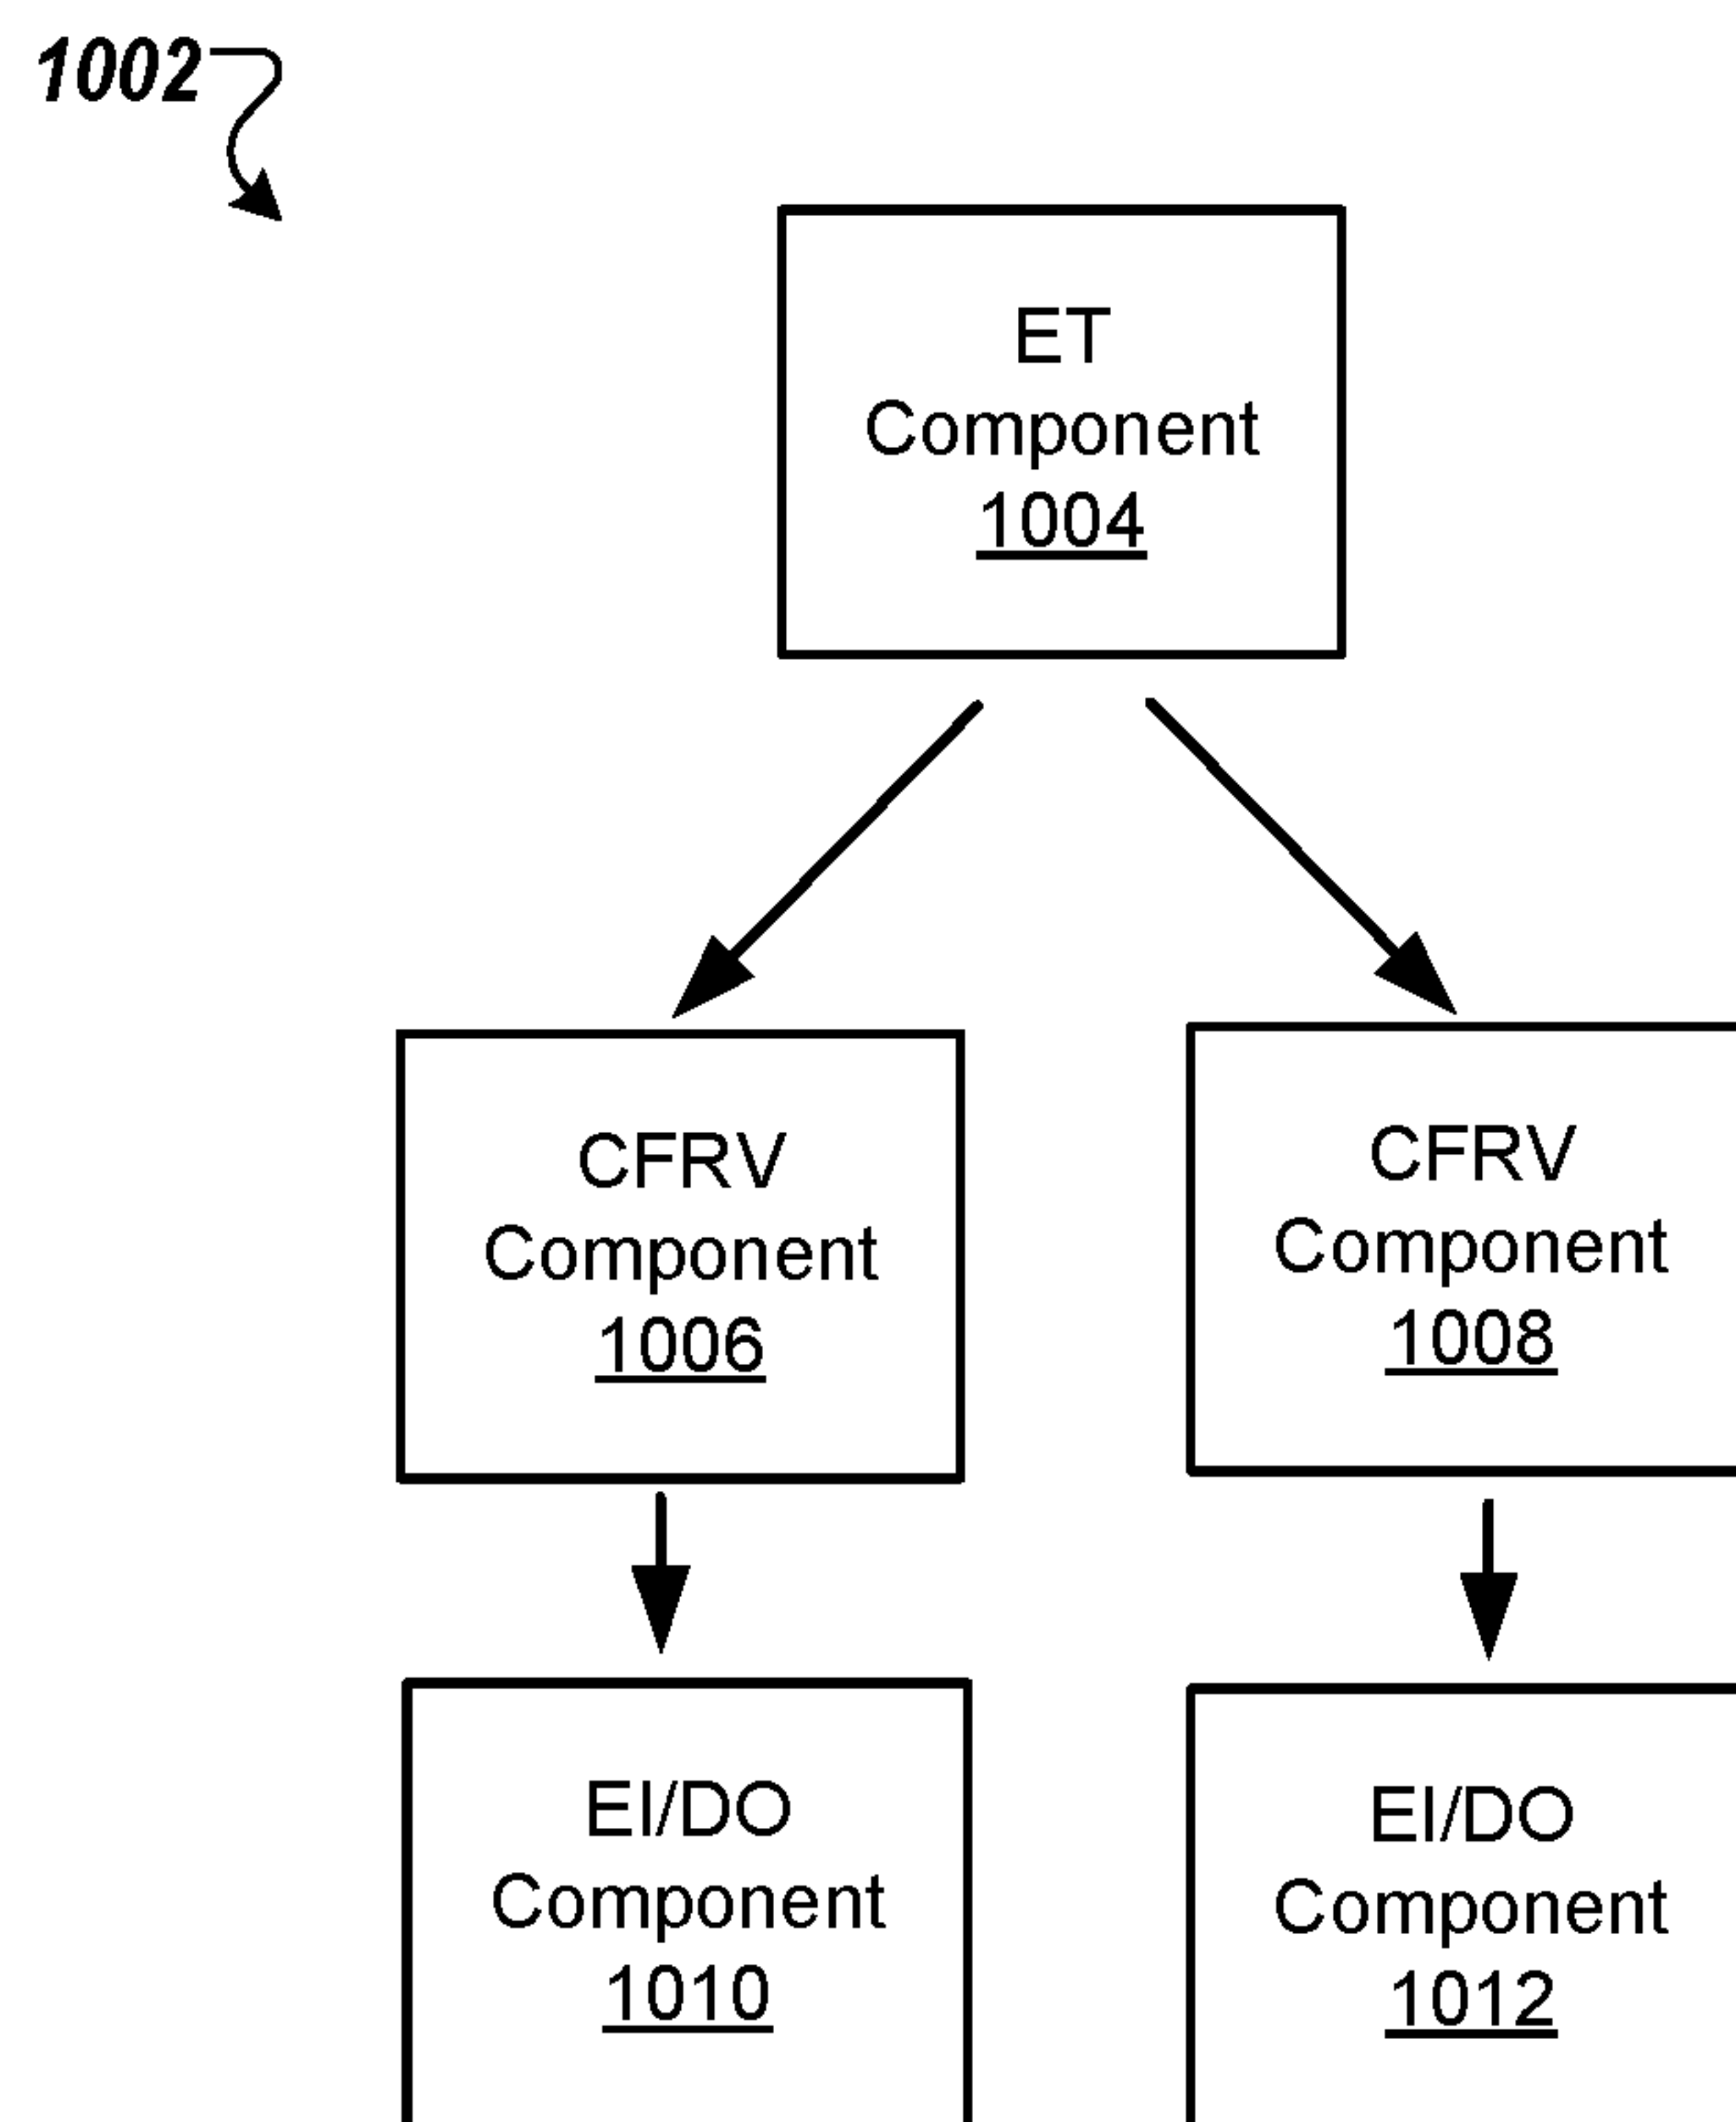 1002
ET
Component
1004
CFRV
Component
1006
CFRV
Component
1008
EI/DO
Component
1010
EI/DO
Component
1012